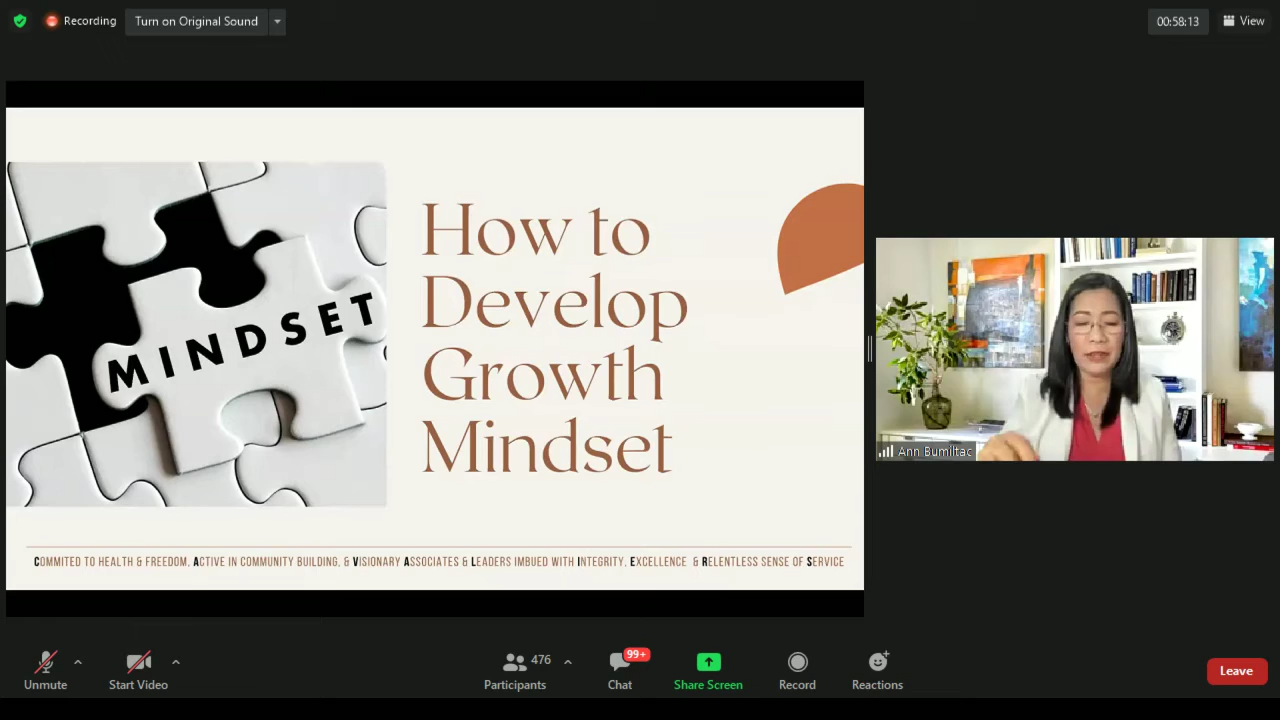 Recording
Turn on Original Sound
00:58:13
View
MINDSET
How to
Develop
Growth
Mindset
COMMITED TO HEALTH & FREEDOM, ACTIVE IN COMMUNITY BUILDING, & VISIONARY ASSOCIATES & LEADERS IMBUED WITH INTEGRITY, EXCELLENCE & RELENTLESS SENSE OF SERVICE
Ann Bumiltac
Unmute
Start Video
476
Participants
99+
Chat
Share Screen
Record
Reactions
Leave